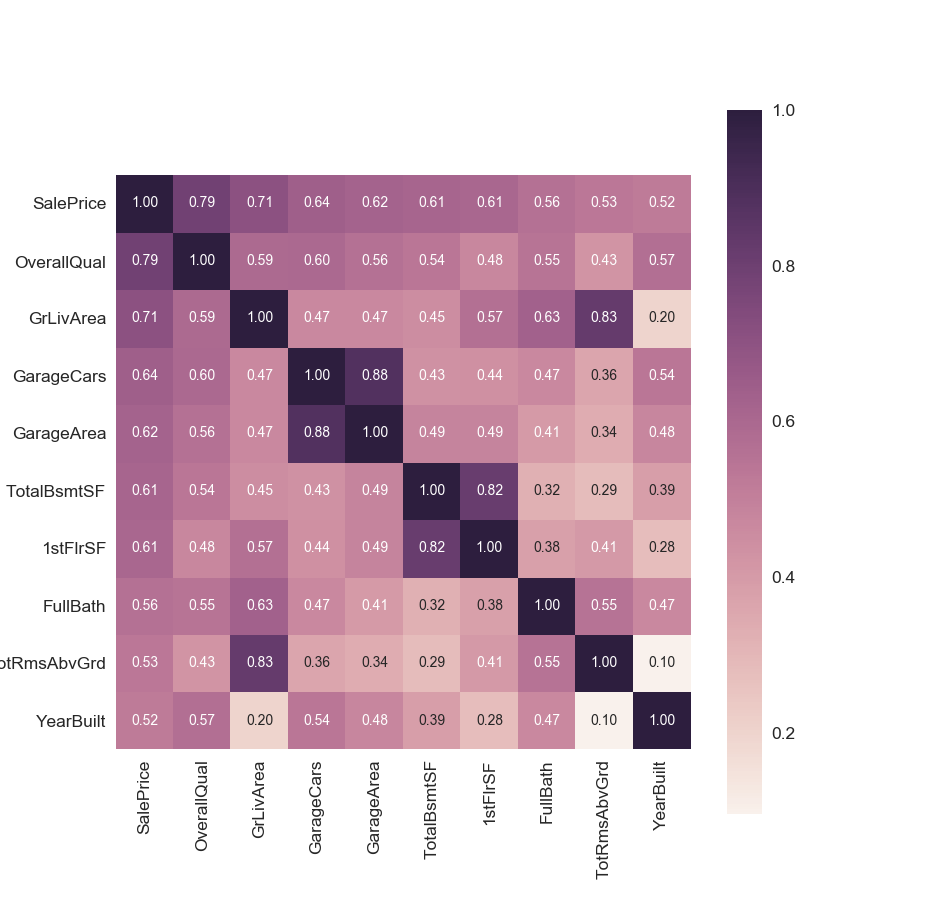 1.0
SalePrice 1.00 0.79 0.71 0.64 0.62 0.61 0.61 0.56 0.53 0.52
OverallQual 0.79 1.00 0.59 0.60 0.56 0.54 0.48 0.55 0.43 0.57
0.8
GrLivArea 0.71 0.59 1.00 0.47 0.47 0.45 0.57 0.63 0.83 0.20
GarageCars 0.64 0.60 0.47 1.00 0.88 0.43 0.44 0.47 0.36 0.54
0.6
GarageArea 0.62 0.56 0.47 0.88 1.00 0.49 0.49 0.41 0.34 0.48
TotalBsmtSF 0.61 0.54 0.45 0.43 0.49 1.00 0.82 0.32 0.29 0.39
1stFlrSF 0.61 0.48 0.57 0.44 0.49 0.82 1.00 0.38 0.41 0.28
0.4
FullBath 0.56 0.55 0.63 0.47 0.41 0.32 0.38 1.00 0.55 0.47
otRmsAbvGrd 0.53 0.43 0.83 0.36 0.34 0.29 0.41 0.55 1.00 0.10
YearBuilt 0.52 0.57 0.20 0.54 0.48 0.39 0.28 0.47 0.10 1.00
0.2
SalePrice
OverallQual
GrLivArea
GarageCars
GarageArea
TotalBsmtSF
1stFlrSF
FullBath
TotRmsAbvGrd
YearBuilt